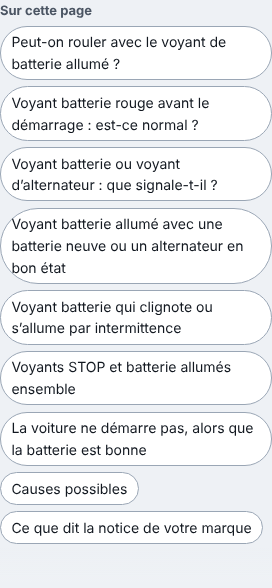 Sur cette page
Peut-on rouler avec le voyant de
batterie allumé ?
Voyant batterie rouge avant le
démarrage : est-ce normal ?
Voyant batterie ou voyant
d’alternateur : que signale-t-il ?
Voyant batterie allumé avec une
batterie neuve ou un alternateur en
bon état
Voyant batterie qui clignote ou
s’allume par intermittence
Voyants STOP et batterie allumés
ensemble
La voiture ne démarre pas, alors que
la batterie est bonne
Causes possibles
Ce que dit la notice de votre marque